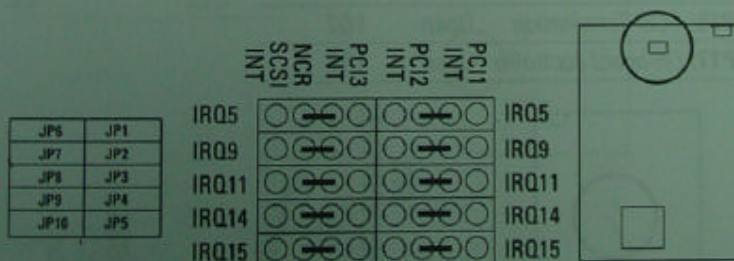 PCI1
INT
PCI2
INT
PCI3
INT
NCR
SCSI
INT
JP6 JP1
JP7 JP2
JP8 JP3
JP9 JP4
JP10 JP5
IRQ5 IRQ5
IRQ9 IRQ9
IRQ11 IRQ11
IRQ14 IRQ14
IRQ15 IRQ15